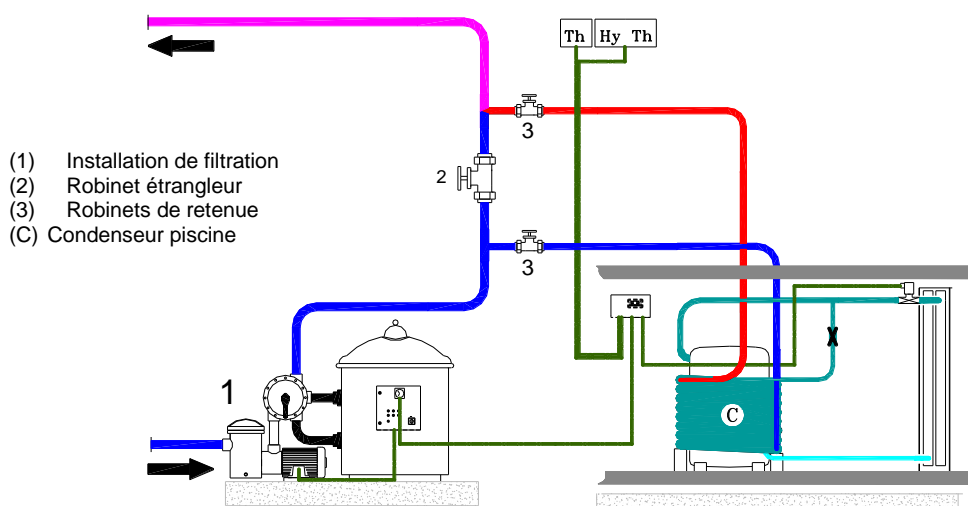 Th Hy Th
3
(1) Installation de filtration
(2) Robinet étrangleur
(3) Robinets de retenue
(C) Condenseur piscine
2
3
1
C